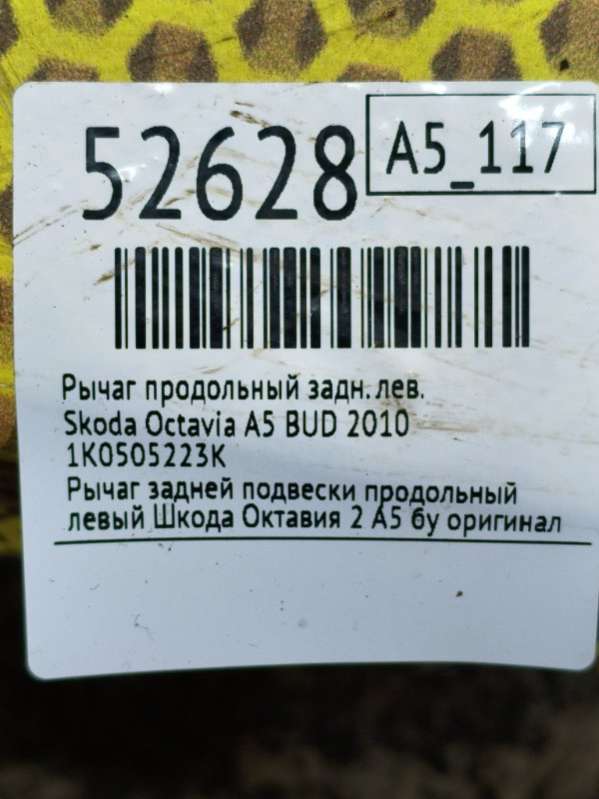 52628
A5_117
Рычаг продольный задн. лев.
Skoda Octavia A5 BUD 2010
1K0505223K
Рычаг задней подвески продольный
левый Шкода Октавия 2 А5 бу оригинал